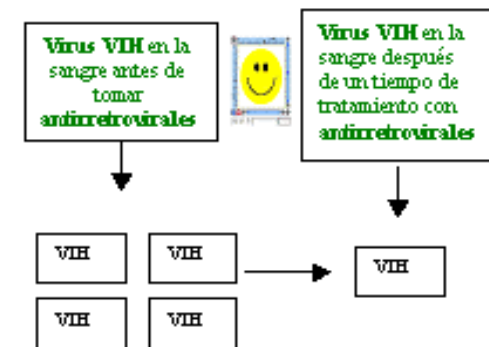 Virus VIH en la
sangre antes de
tomar
antirretrovirales
Virus VIH en la
sangre después
de un tiempo de
tratamiento con
antirretrovirales
VIH
VIH
VIH
VIH
VIH